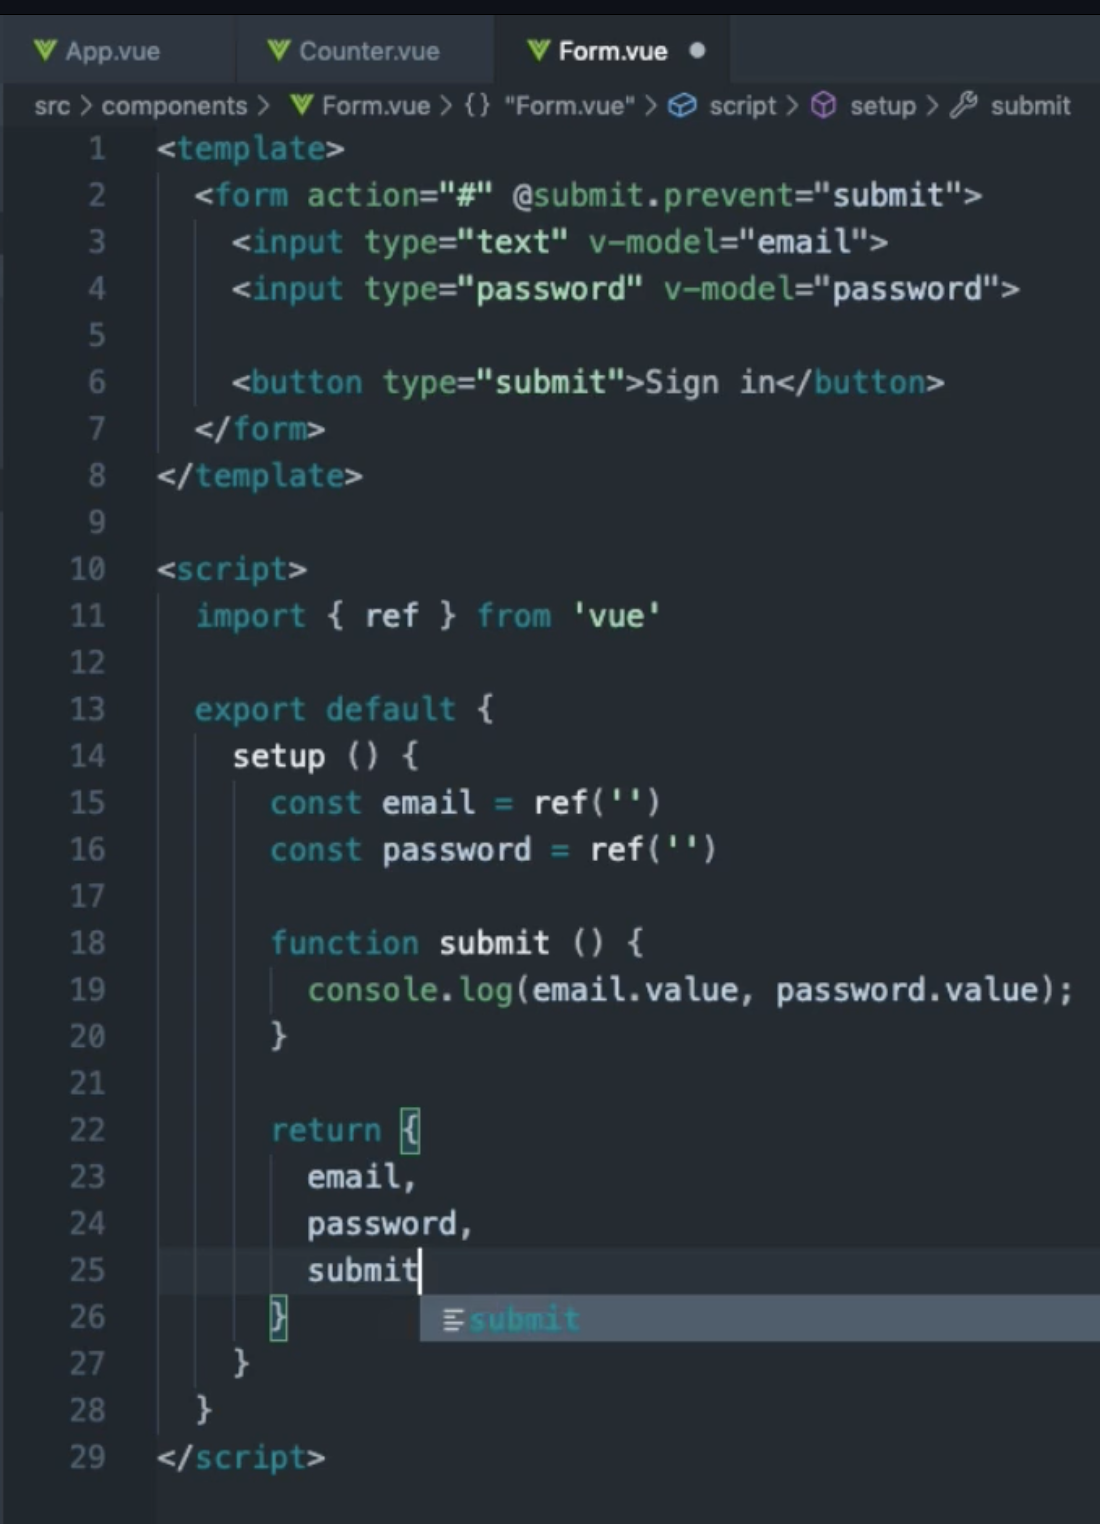 App.vue Counter.vue Form.vue
src > components > Form.vue > {} "Form.vue" > script > setup > submit
1 <template>
2   <form action="#" @submit.prevent="submit">
3     <input type="text" v-model="email">
4     <input type="password" v-model="password">
5
6     <button type="submit">Sign in</button>
7   </form>
8 </template>
9
10 <script>
11   import { ref } from 'vue'
12
13   export default {
14     setup () {
15       const email = ref('')
16       const password = ref('')
17
18       function submit () {
19         console.log(email.value, password.value);
20       }
21
22       return {
23         email,
24         password,
25         submit
26       }
submit
27     }
28   }
29 </script>